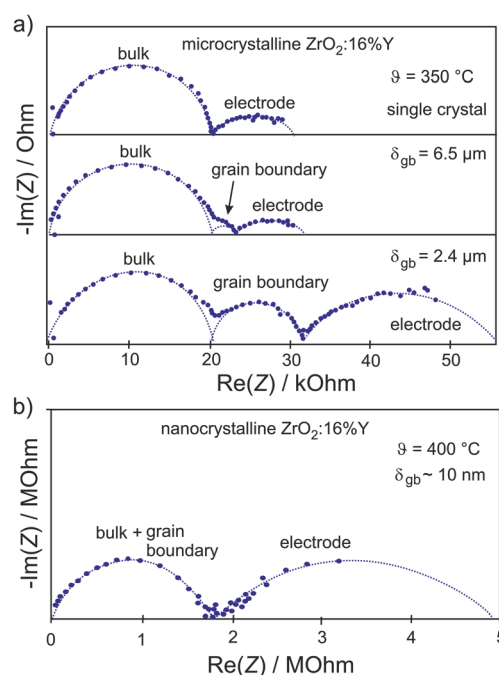 a)
microcrystalline ZrO₂:16%Y
bulk
ϑ = 350 °C
electrode
single crystal
bulk
grain
boundary
δgb = 6.5 µm
electrode
bulk
grain boundary
δgb = 2.4 µm
electrode
-Im(Z) / Ohm
0 10 20 30 40 50
Re(Z) / kOhm
b)
nanocrystalline ZrO₂:16%Y
ϑ = 400 °C
δgb ~ 10 nm
bulk + grain
boundary
electrode
-Im(Z) / MOhm
0 1 2 3 4 5
Re(Z) / MOhm